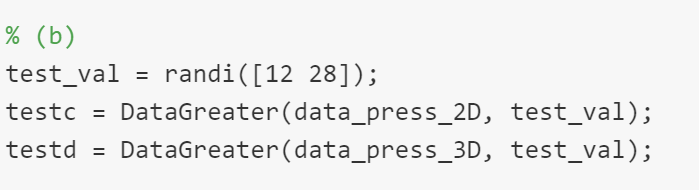 % (b)
test_val = randi([12 28]);
testc = DataGreater(data_press_2D, test_val);
testd = DataGreater(data_press_3D, test_val);